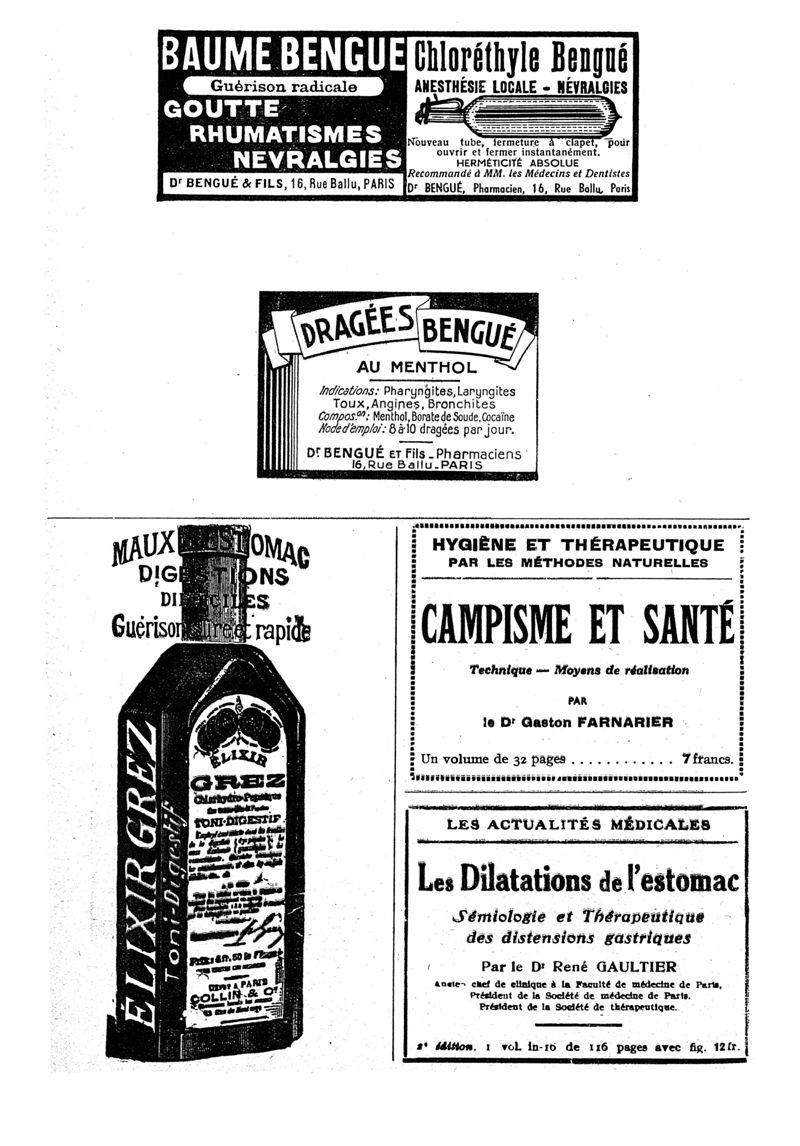 BAUME BENGUÉ
Guérison radicale
GOUTTE
RHUMATISMES
NEVRALGIES
Dr BENGUÉ & FILS, 16, Rue Ballu, PARIS
Chloréthyle Bengué
ANESTHÉSIE LOCALE - NÉVRALGIES
Nouveau tube, fermeture à clapet, pour
ouvrir et fermer instantanément.
HERMÉTICITÉ ABSOLUE
Recommandé à MM. les Médecins et Dentistes
Dr BENGUÉ, Pharmacien, 16, Rue Ballu, Paris
DRAGÉES BENGUÉ
AU MENTHOL
Indications: Pharyngites, Laryngites
Toux, Angines, Bronchites
Compos.on: Menthol, Borate de Soude, Cocaïne
Mode d'emploi: 8 à 10 dragées par jour.
Dr BENGUÉ ET Fils - Pharmaciens
16, Rue Ballu - PARIS
MAUX D'ESTOMAC
DIGESTIONS
DIFFICILES
Guérison sûre et rapide
ÉLIXIR GREZ
Toni-Digestif
ÉLIXIR
GREZ
Chlorhydro-Pepsique
TONI-DIGESTIF
DÉPÔT A PARIS
COLLIN & Cie
HYGIÈNE ET THÉRAPEUTIQUE
PAR LES MÉTHODES NATURELLES
CAMPISME ET SANTÉ
Technique — Moyens de réalisation
PAR
le Dr Gaston FARNARIER
Un volume de 32 pages ............ 7 francs.
LES ACTUALITÉS MÉDICALES
Les Dilatations de l'estomac
Sémiologie et Thérapeutique
des distensions gastriques
Par le Dr René GAULTIER
Ancien chef de clinique à la Faculté de médecine de Paris,
Président de la Société de médecine de Paris.
Président de la Société de thérapeutique.
2e édition. 1 vol. in-16 de 116 pages avec fig. 12 fr.